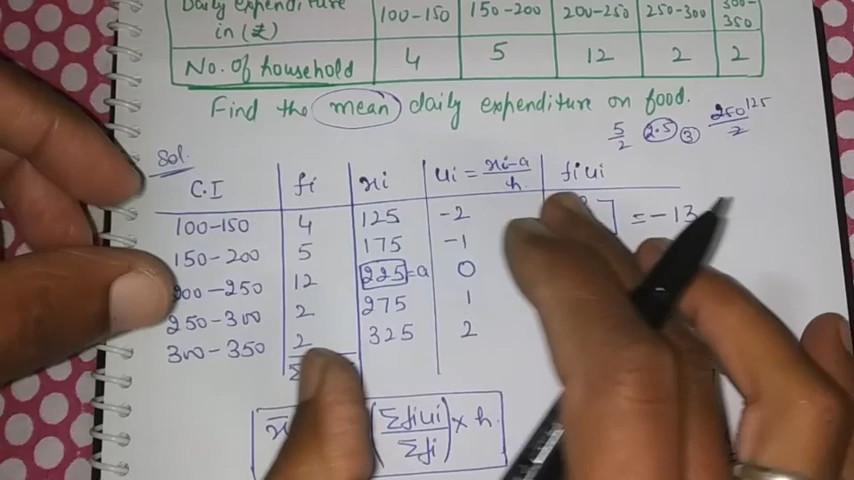 Daily expenditure in (₹) 100-150 150-200 200-250 250-300 300-350
No. of household 4 5 12 2 2
Find the mean daily expenditure on food.
5/2 2.5 3 250/2 125
Sol.
C.I fi xi ui = xi-a/h fiui
100-150 4 125 -2
150-200 5 175 -1 = -13
200-250 12 225 = a 0
250-300 2 275 1
300-350 2 325 2
(Σfiui/Σfi) × h